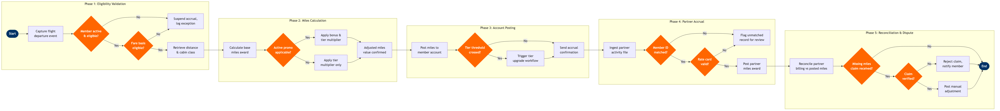 Phase 1: Eligibility Validation
Start
Capture flight
departure event
Member active
& eligible?
No
Yes
Fare basis
eligible?
No
Yes
Suspend accrual,
log exception
Retrieve distance
& cabin class
Phase 2: Miles Calculation
Calculate base
miles award
Active promo
applicable?
Yes
No
Apply bonus &
tier multiplier
Apply tier
multiplier only
Adjusted miles
value confirmed
Phase 3: Account Posting
Post miles to
member account
Tier threshold
crossed?
No
Yes
Trigger tier
upgrade workflow
Send accrual
confirmation
Phase 4: Partner Accrual
Ingest partner
activity file
Member ID
matched?
No
Yes
Rate card
valid?
No
Yes
Flag unmatched
record for review
Post partner
miles award
Phase 5: Reconciliation & Dispute
Reconcile partner
billing vs posted miles
Missing miles
claim received?
No
Yes
Claim
verified?
No
Yes
Reject claim,
notify member
Post manual
adjustment
End